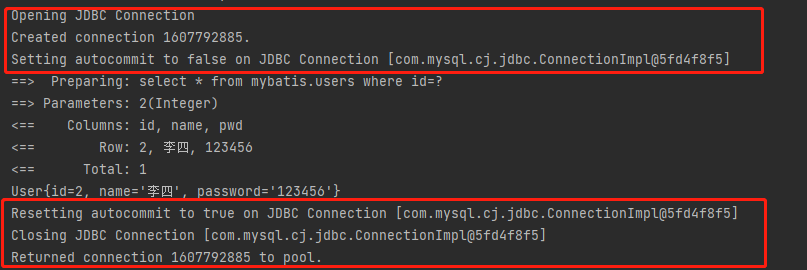 Opening JDBC Connection
Created connection 1607792885.
Setting autocommit to false on JDBC Connection [com.mysql.cj.jdbc.ConnectionImpl@5fd4f8f5]
==>  Preparing: select * from mybatis.users where id=?
==> Parameters: 2(Integer)
<==    Columns: id, name, pwd
<==        Row: 2, 李四, 123456
<==      Total: 1
User{id=2, name='李四', password='123456'}
Resetting autocommit to true on JDBC Connection [com.mysql.cj.jdbc.ConnectionImpl@5fd4f8f5]
Closing JDBC Connection [com.mysql.cj.jdbc.ConnectionImpl@5fd4f8f5]
Returned connection 1607792885 to pool.